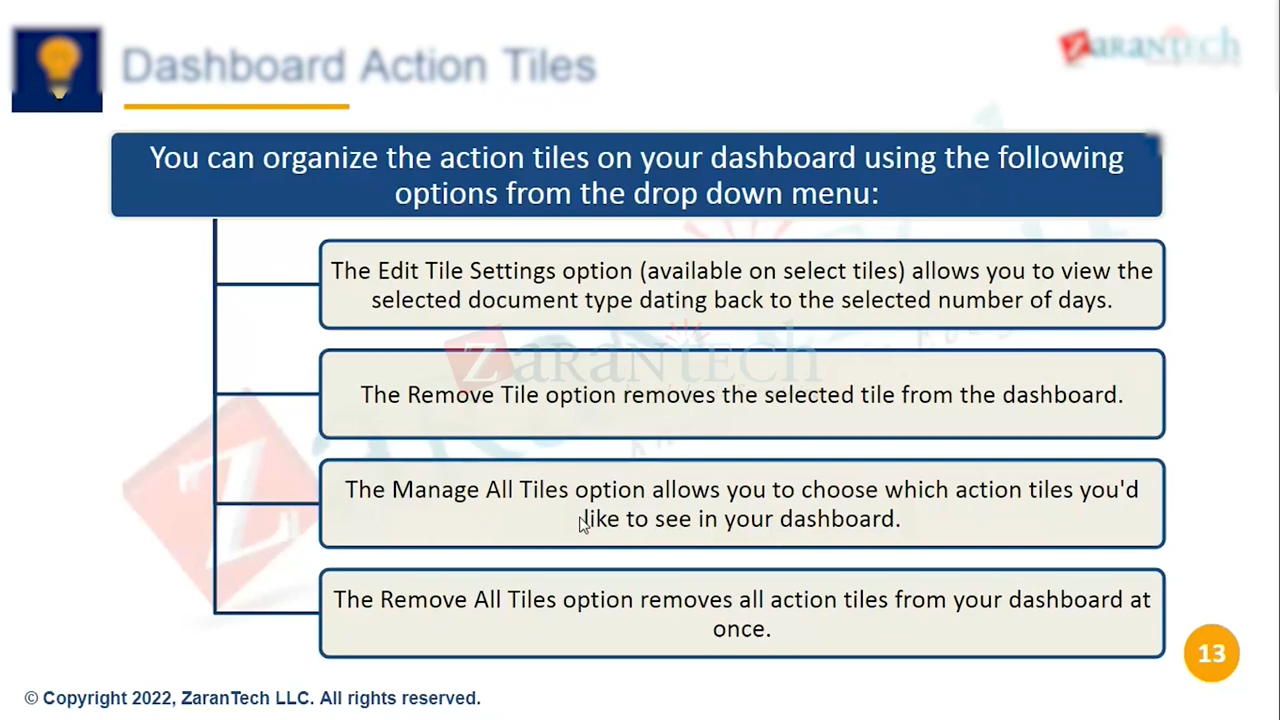 Dashboard Action Tiles
ZaranTech
You can organize the action tiles on your dashboard using the following
options from the drop down menu:
The Edit Tile Settings option (available on select tiles) allows you to view the
selected document type dating back to the selected number of days.
ZaranTech
The Remove Tile option removes the selected tile from the dashboard.
The Manage All Tiles option allows you to choose which action tiles you'd
like to see in your dashboard.
The Remove All Tiles option removes all action tiles from your dashboard at
once.
13
© Copyright 2022, ZaranTech LLC. All rights reserved.